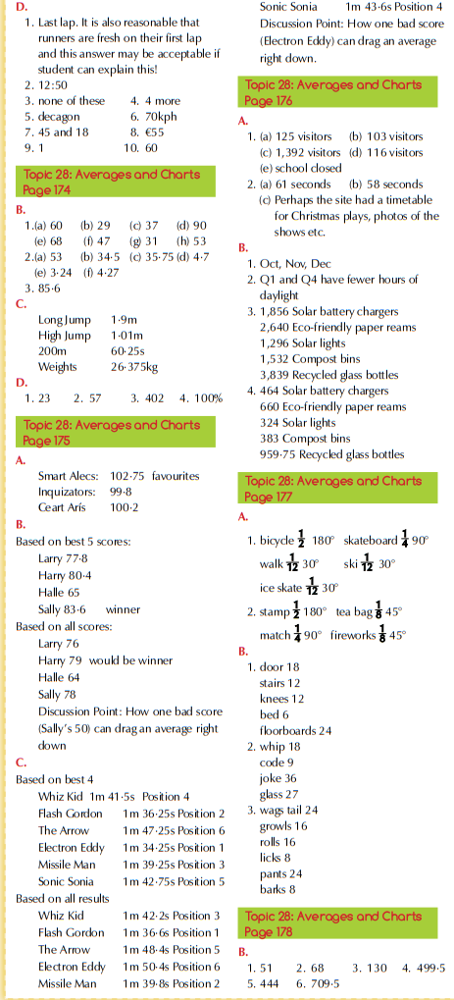 D.
1. Last lap. It is also reasonable that
runners are fresh on their first lap
and this answer may be acceptable if
student can explain this!
2. 12:50
3. none of these 4. 4 more
5. decagon 6. 70kph
7. 45 and 18 8. €55
9. 1 10. 60
Topic 28: Averages and Charts
Page 174
B.
1.(a) 60 (b) 29 (c) 37 (d) 90
(e) 68 (f) 47 (g) 31 (h) 53
2.(a) 53 (b) 34·5 (c) 35·75 (d) 4·7
(e) 3·24 (f) 4·27
3. 85·6
C.
Long Jump 1·9m
High Jump 1·01m
200m 60·25s
Weights 26·375kg
D.
1. 23 2. 57 3. 402 4. 100%
Topic 28: Averages and Charts
Page 175
A.
Smart Alecs: 102·75 favourites
Inquizators: 99·8
Ceart Arís 100·2
B.
Based on best 5 scores:
Larry 77·8
Harry 80·4
Halle 65
Sally 83·6 winner
Based on all scores:
Larry 76
Harry 79 would be winner
Halle 64
Sally 78
Discussion Point: How one bad score
(Sally's 50) can drag an average right
down
C.
Based on best 4
Whiz Kid 1m 41·5s Position 4
Flash Gordon 1m 36·25s Position 2
The Arrow 1m 47·25s Position 6
Electron Eddy 1m 34·25s Position 1
Missile Man 1m 39·25s Position 3
Sonic Sonia 1m 42·75s Position 5
Based on all results
Whiz Kid 1m 42·2s Position 3
Flash Gordon 1m 36·6s Position 1
The Arrow 1m 48·4s Position 5
Electron Eddy 1m 50·4s Position 6
Missile Man 1m 39·8s Position 2
Sonic Sonia 1m 43·6s Position 4
Discussion Point: How one bad score
(Electron Eddy) can drag an average
right down.
Topic 28: Averages and Charts
Page 176
A.
1. (a) 125 visitors (b) 103 visitors
(c) 1,392 visitors (d) 116 visitors
(e) school closed
2. (a) 61 seconds (b) 58 seconds
(c) Perhaps the site had a timetable
for Christmas plays, photos of the
shows etc.
B.
1. Oct, Nov, Dec
2. Q1 and Q4 have fewer hours of
daylight
3. 1,856 Solar battery chargers
2,640 Eco-friendly paper reams
1,296 Solar lights
1,532 Compost bins
3,839 Recycled glass bottles
4. 464 Solar battery chargers
660 Eco-friendly paper reams
324 Solar lights
383 Compost bins
959·75 Recycled glass bottles
Topic 28: Averages and Charts
Page 177
A.
1. bicycle 1/2 180° skateboard 1/4 90°
walk 1/12 30° ski 1/12 30°
ice skate 1/12 30°
2. stamp 1/2 180° tea bag 1/8 45°
match 1/4 90° fireworks 1/8 45°
B.
1. door 18
stairs 12
knees 12
bed 6
floorboards 24
2. whip 18
code 9
joke 36
glass 27
3. wags tail 24
growls 16
rolls 16
licks 8
pants 24
barks 8
Topic 28: Averages and Charts
Page 178
B.
1. 51 2. 68 3. 130 4. 499·5
5. 444 6. 709·5